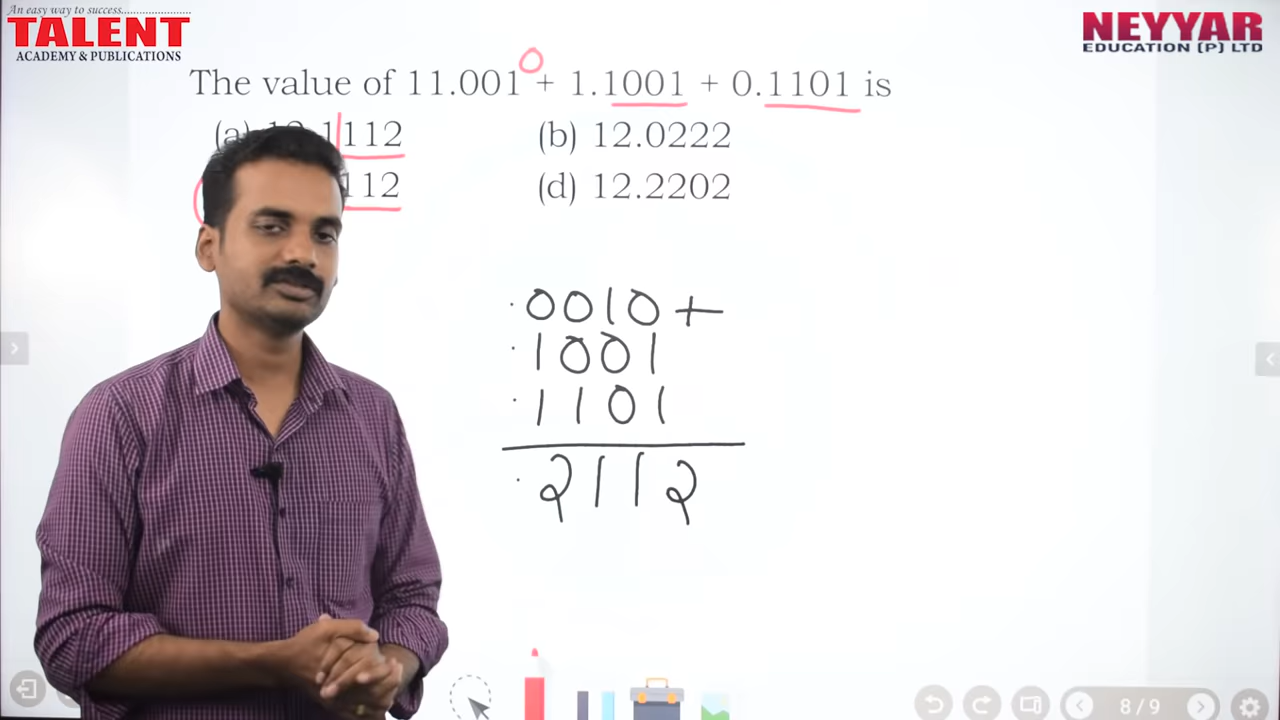 An easy way to success.......................
TALENT
ACADEMY & PUBLICATIONS
NEYYAR
EDUCATION (P) LTD
0
The value of 11.001 + 1.1001 + 0.1101 is
(a) 112 (b) 12.0222
112 (d) 12.2202
.0010+
.1001
.1101
.2112
8/9